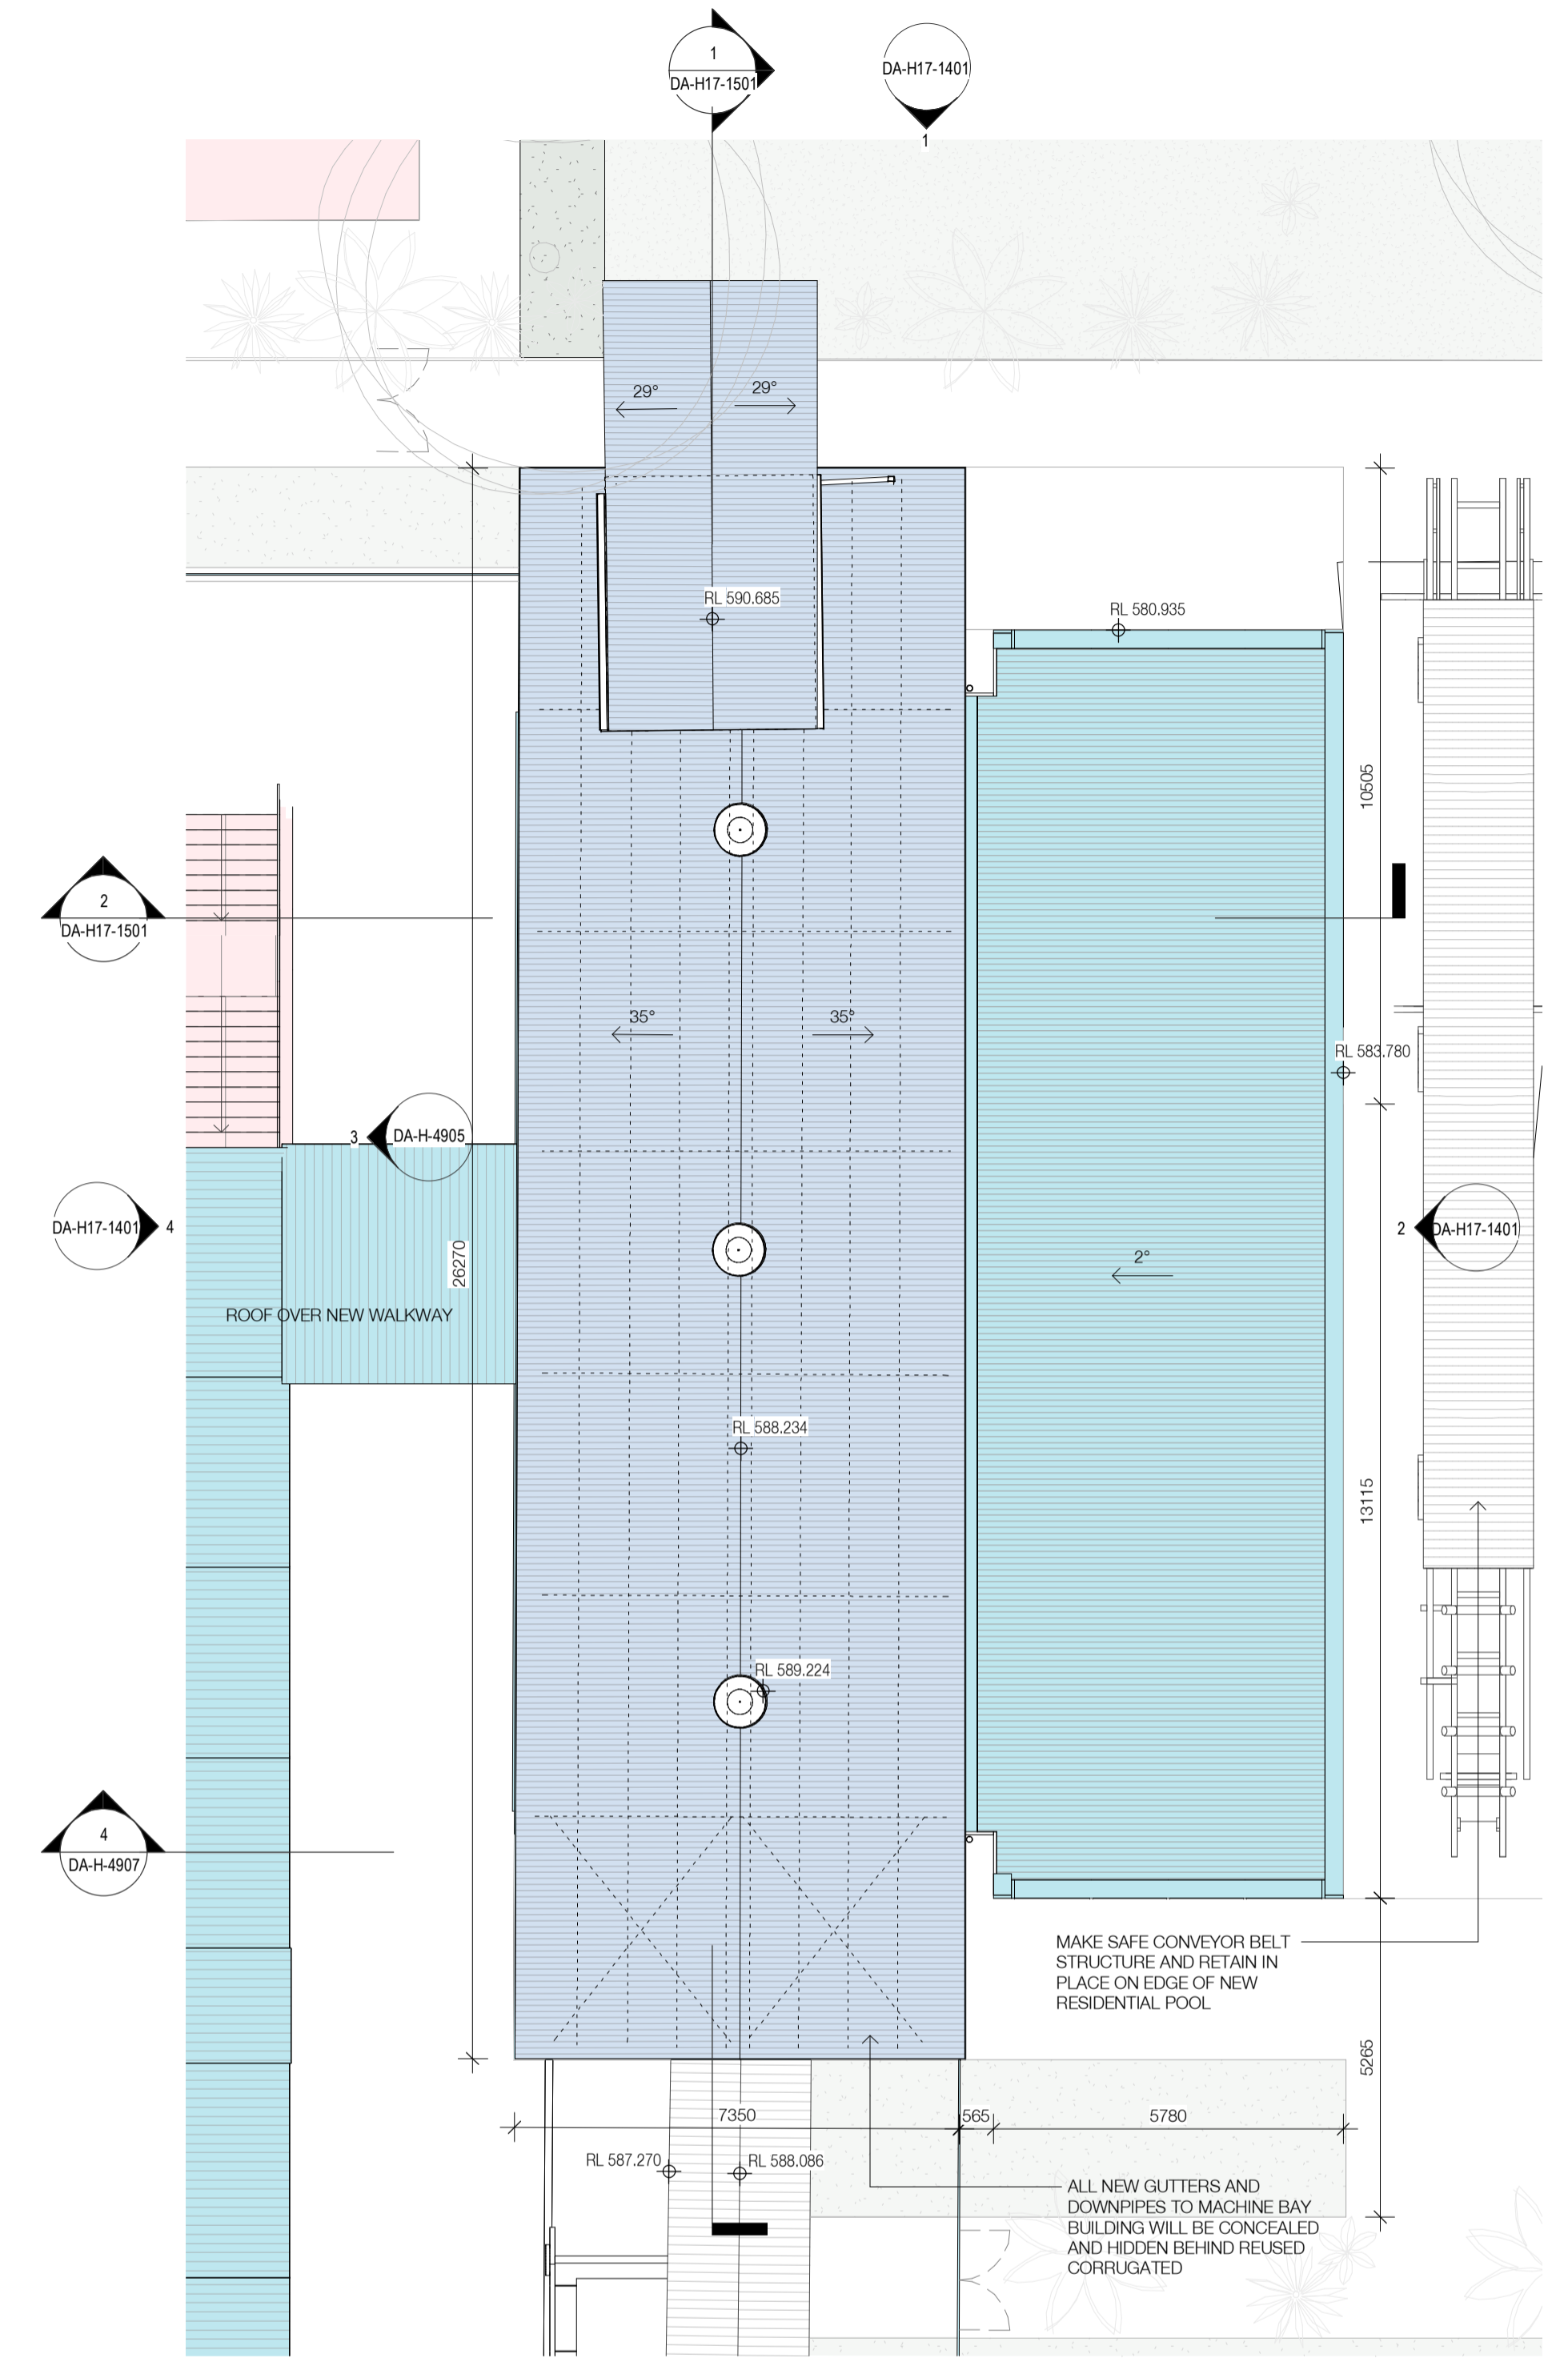 1
DA-H17-1501
DA-H17-1401
1
29°
29°
RL 590.685
RL 580.935
10505
2
DA-H17-1501
35°
35°
RL 583.780
3
DA-H-4905
DA-H17-1401
4
2
DA-H17-1401
26270
2°
ROOF OVER NEW WALKWAY
RL 588.234
13115
RL 589.224
4
DA-H-4907
MAKE SAFE CONVEYOR BELT
STRUCTURE AND RETAIN IN
PLACE ON EDGE OF NEW
RESIDENTIAL POOL
5265
7350
565
5780
RL 587.270
RL 588.086
ALL NEW GUTTERS AND
DOWNPIPES TO MACHINE BAY
BUILDING WILL BE CONCEALED
AND HIDDEN BEHIND REUSED
CORRUGATED